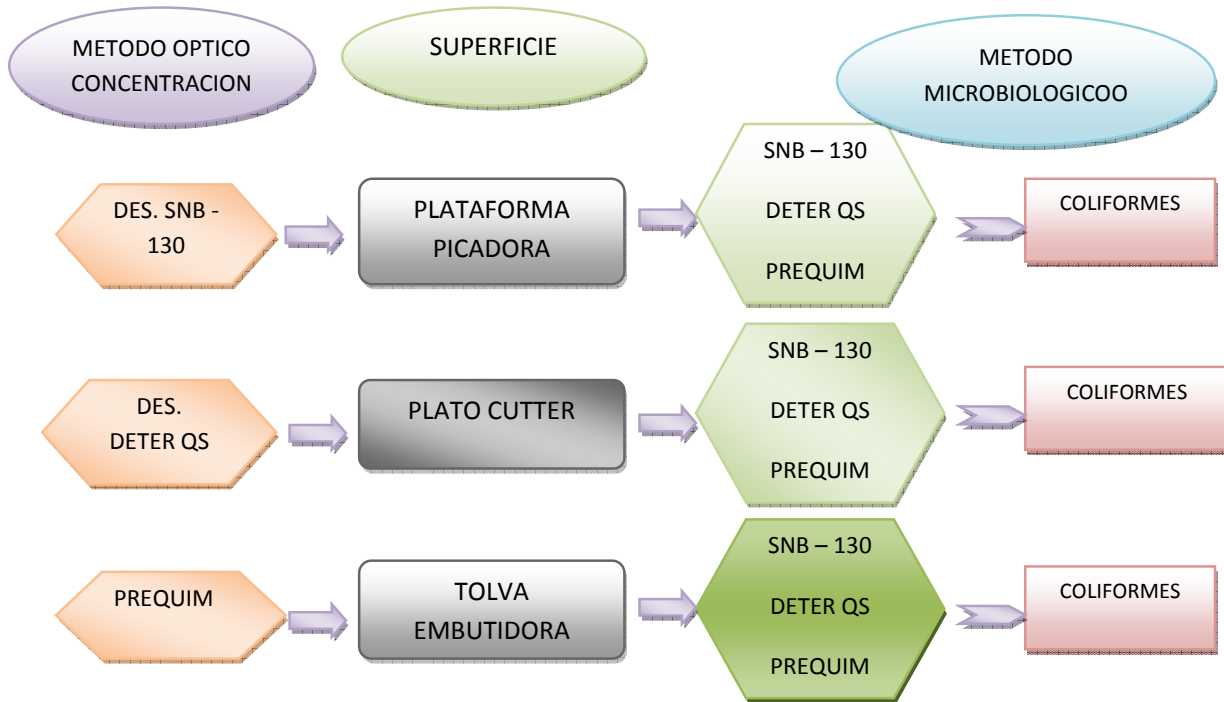 METODO OPTICO
CONCENTRACION
SUPERFICIE
METODO
MICROBIOLOGICOO
DES. SNB -
130
PLATAFORMA
PICADORA
SNB – 130
DETER QS
PREQUIM
COLIFORMES
DES.
DETER QS
PLATO CUTTER
SNB – 130
DETER QS
PREQUIM
COLIFORMES
PREQUIM
TOLVA
EMBUTIDORA
SNB – 130
DETER QS
PREQUIM
COLIFORMES